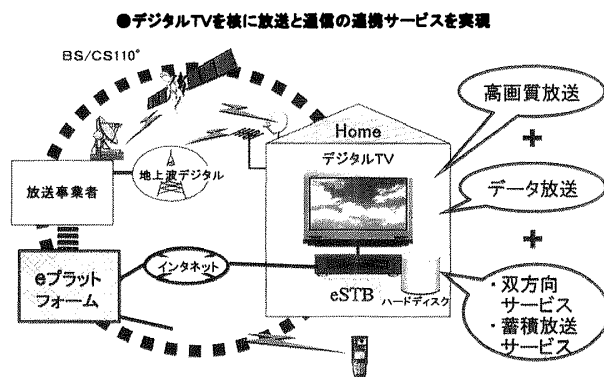 ●デジタルTVを核に放送と通信の連携サービスを実現
BS/CS110°
高画質放送
Home
デジタルTV
地上波デジタル
放送事業者
データ放送
eプラット
フォーム
インタネット
eSTB
ハードディスク
・双方向
サービス
・蓄積放送
サービス